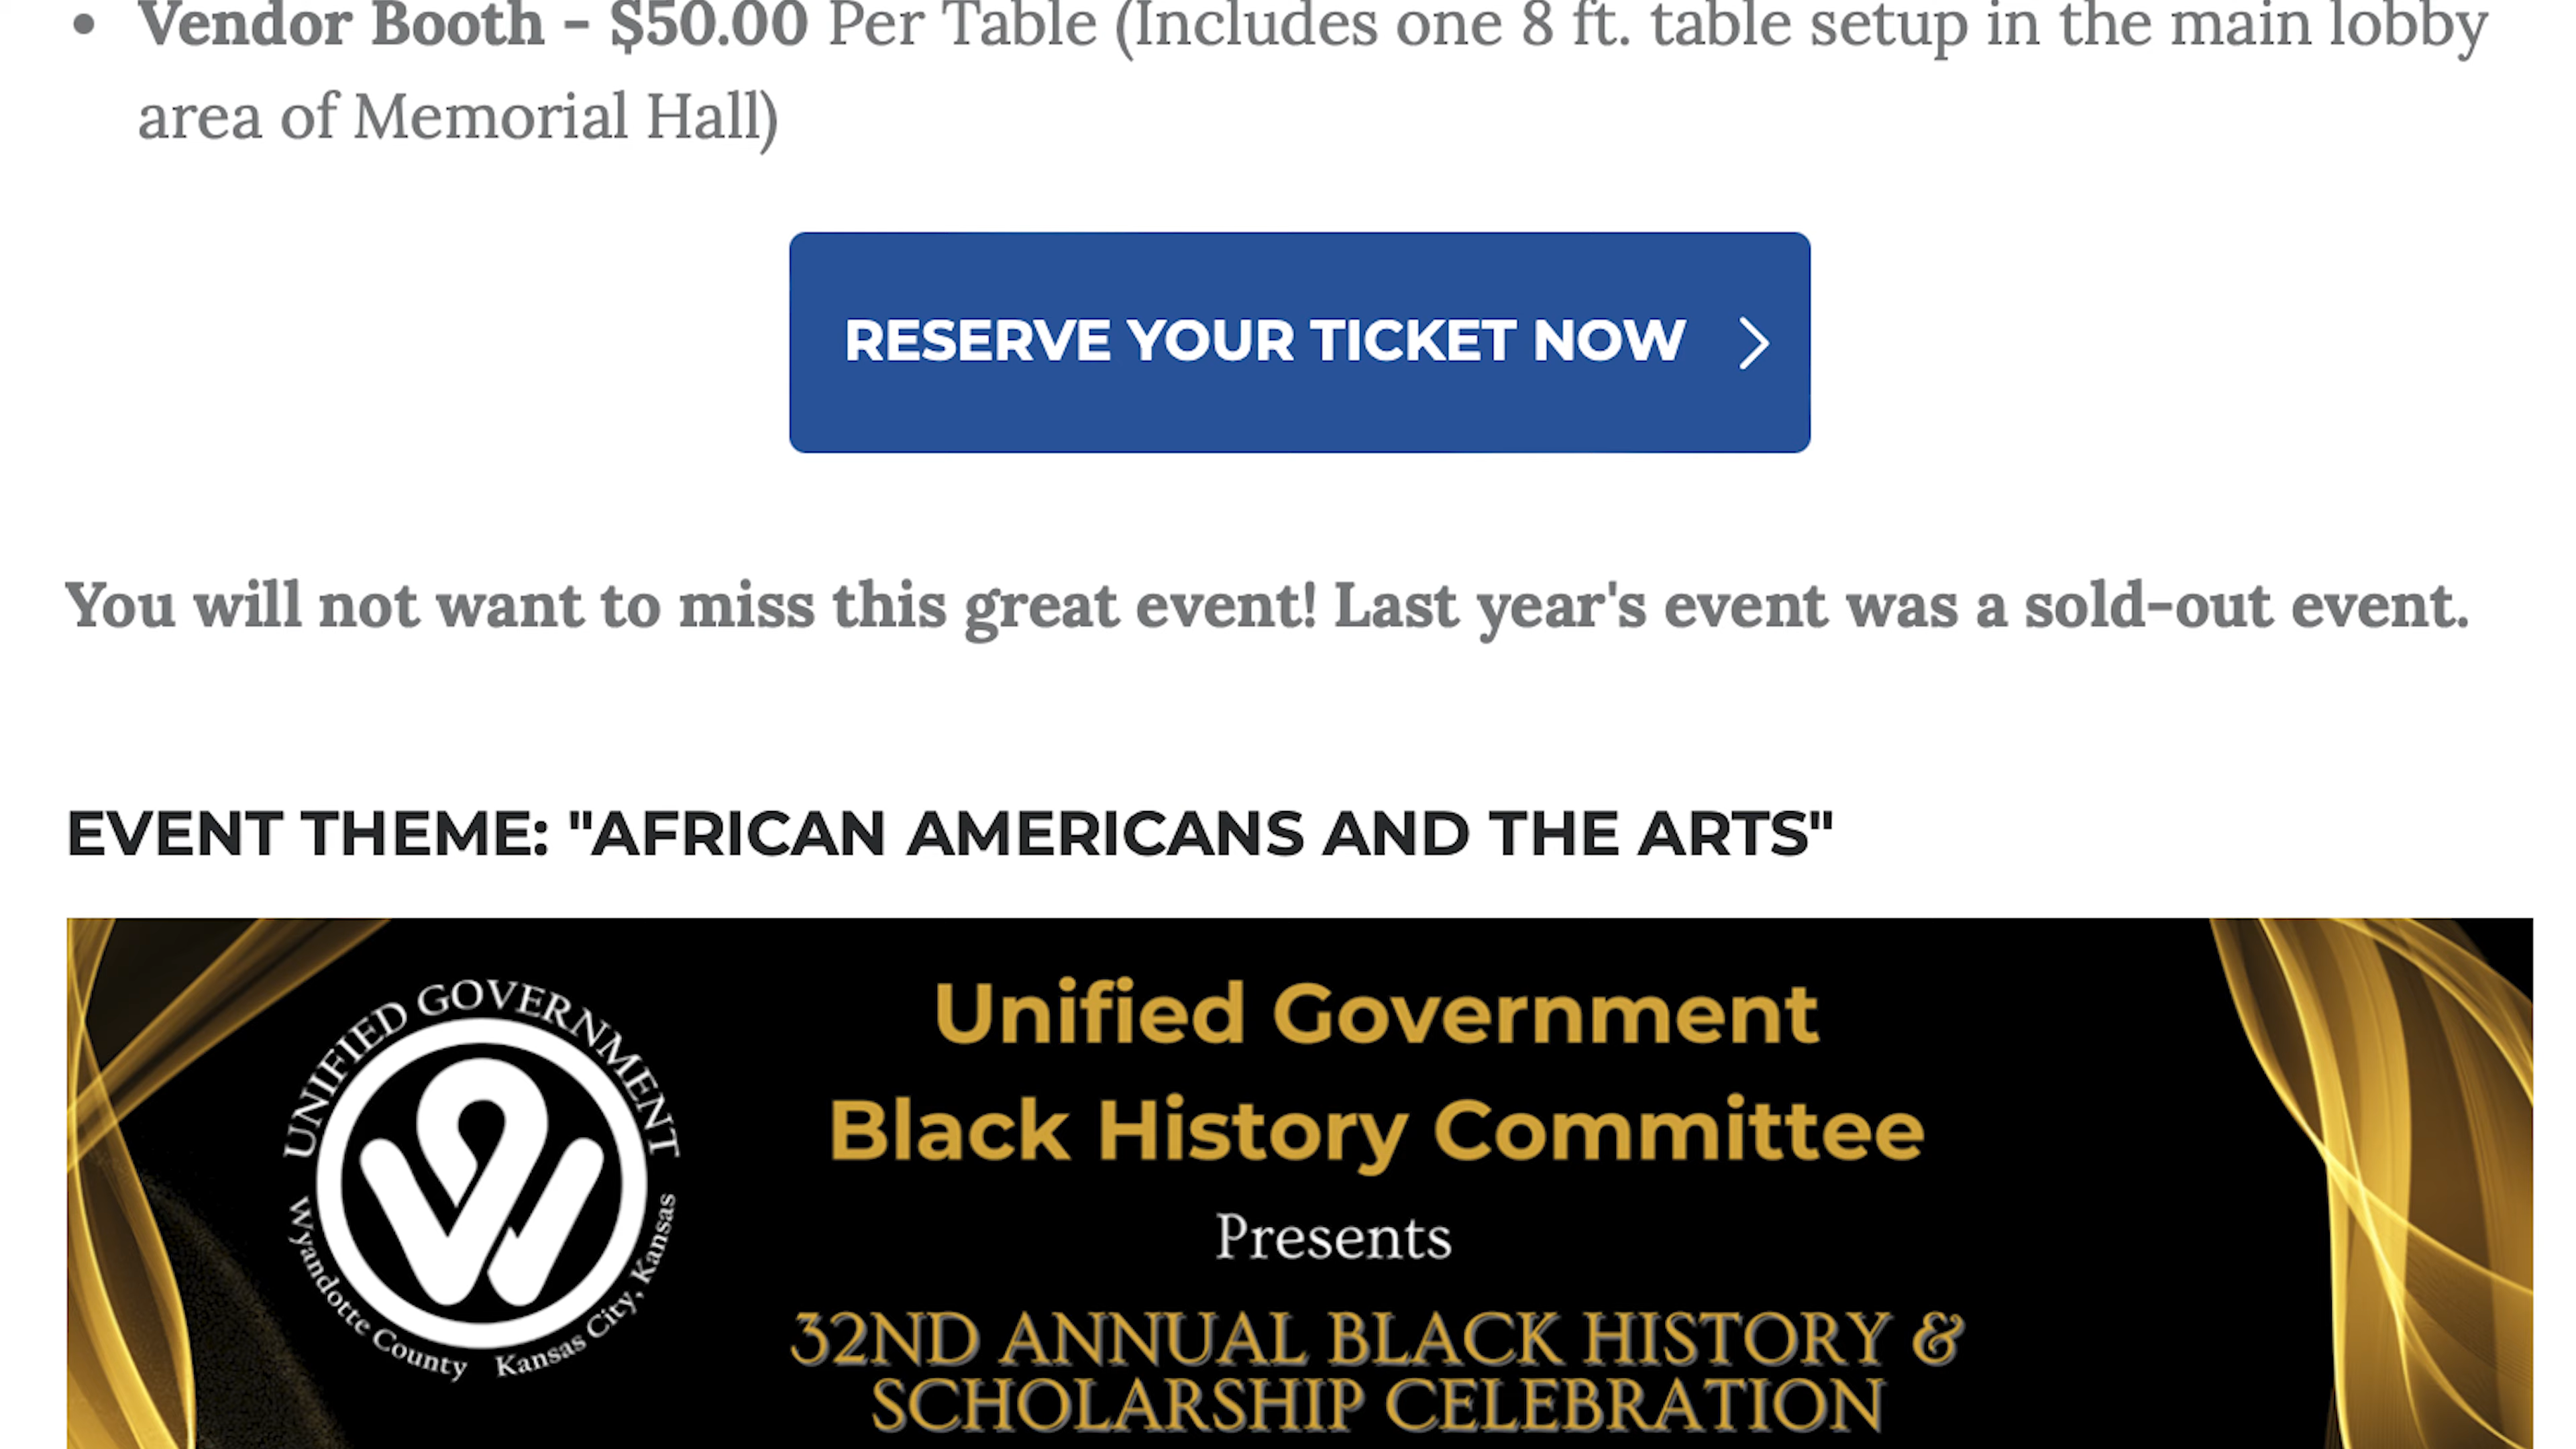 • Vendor Booth - $50.00 Per Table (Includes one 8 ft. table setup in the main lobby
area of Memorial Hall)
RESERVE YOUR TICKET NOW
You will not want to miss this great event! Last year's event was a sold-out event.
EVENT THEME: "AFRICAN AMERICANS AND THE ARTS"
UNIFIED GOVERNMENT
Wyandotte County Kansas City, Kansas
Unified Government
Black History Committee
Presents
32ND ANNUAL BLACK HISTORY &
SCHOLARSHIP CELEBRATION